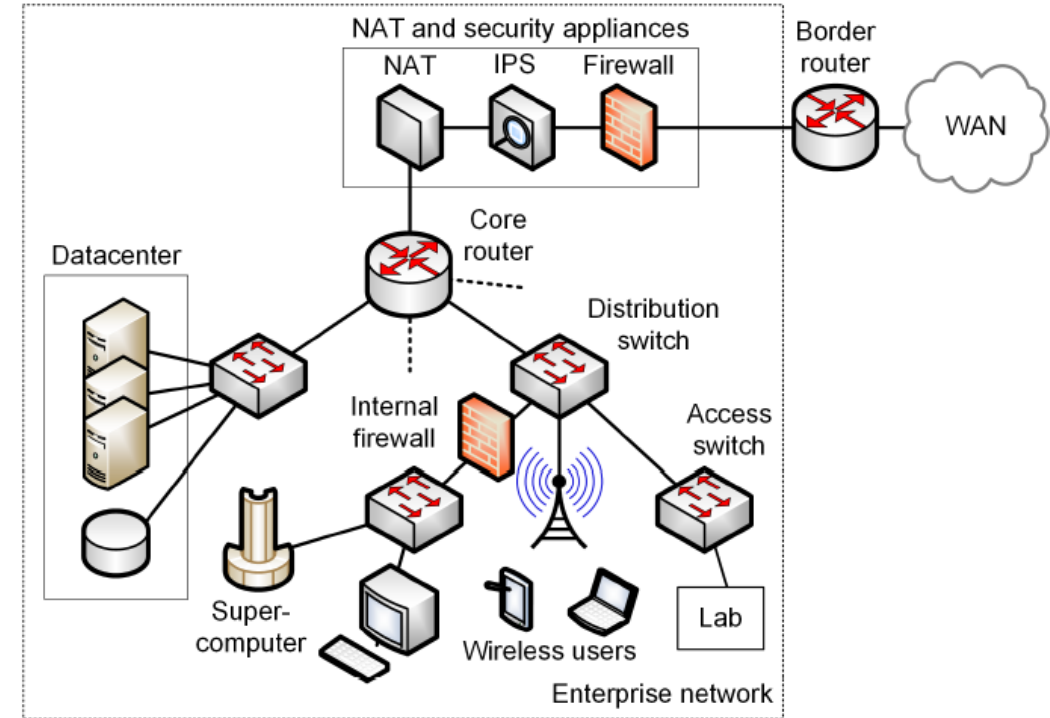 NAT and security appliances
NAT
IPS
Firewall
Border
router
WAN
Core
router
Datacenter
Distribution
switch
Internal
firewall
Access
switch
Super-
computer
Wireless users
Lab
Enterprise network